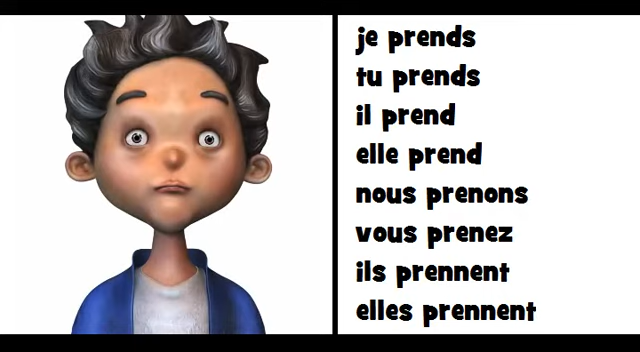 je prends
tu prends
il prend
elle prend
nous prenons
vous prenez
ils prennent
elles prennent